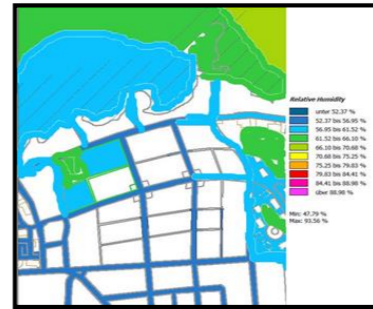 Relative Humidity
unter 52.37 %
52.37 bis 56.95 %
56.95 bis 61.52 %
61.52 bis 66.10 %
66.10 bis 70.68 %
70.68 bis 75.25 %
75.25 bis 79.83 %
79.83 bis 84.41 %
84.41 bis 88.98 %
über 88.98 %
Min: 47.79 %
Max: 93.56 %